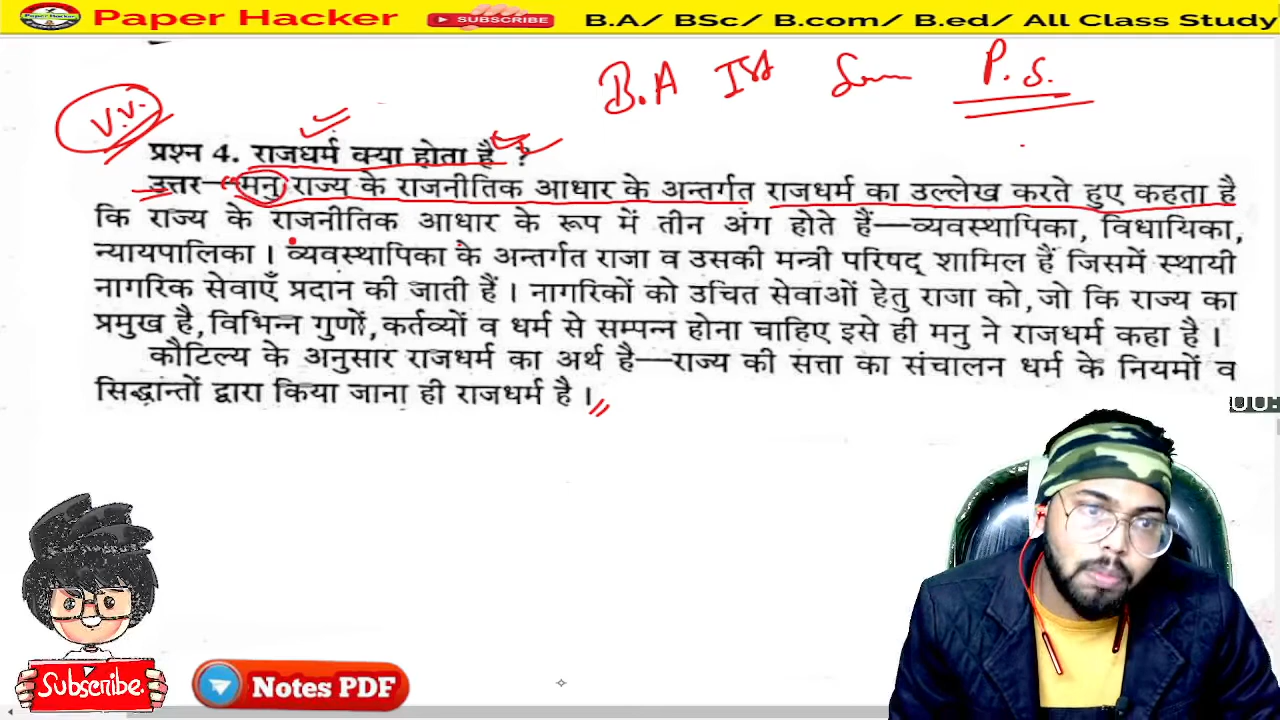 Paper Hacker
SUBSCRIBE
B.A/ BSc/ B.com/ B.ed/ All Class Study
B.A Ist Sem P.S.
V.V.
प्रश्न 4. राजधर्म क्या होता है ?
उत्तर—मनु राज्य के राजनीतिक आधार के अन्तर्गत राजधर्म का उल्लेख करते हुए कहता है
कि राज्य के राजनीतिक आधार के रूप में तीन अंग होते हैं—व्यवस्थापिका, विधायिका,
न्यायपालिका। व्यवस्थापिका के अन्तर्गत राजा व उसकी मन्त्री परिषद् शामिल हैं जिसमें स्थायी
नागरिक सेवाएँ प्रदान की जाती हैं। नागरिकों को उचित सेवाओं हेतु राजा को, जो कि राज्य का
प्रमुख है, विभिन्न गुणों, कर्तव्यों व धर्म से सम्पन्न होना चाहिए इसे ही मनु ने राजधर्म कहा है।
कौटिल्य के अनुसार राजधर्म का अर्थ है—राज्य की सत्ता का संचालन धर्म के नियमों व
सिद्धांन्तों द्वारा किया जाना ही राजधर्म है।
00:
Subscribe.
Notes PDF